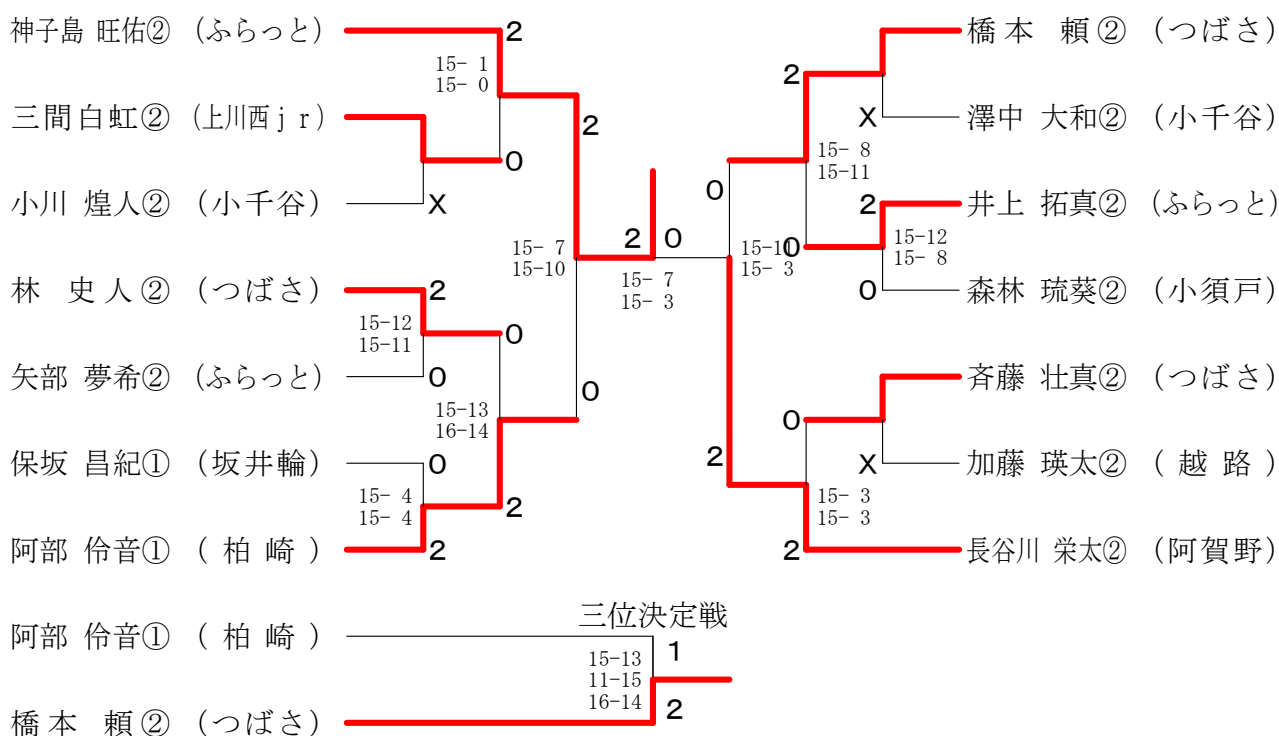 神子島 旺佑② (ふらっと)
2
15- 1
15- 0
三間白虹② (上川西ｊｒ)
0
2
小川 煌人② (小千谷)
X
15- 7
15-10
林 史人② (つばさ)
2
15-12
15-11
0
矢部 夢希② (ふらっと)
0
15-13
16-14
0
保坂 昌紀① (坂井輪)
0
15- 4
15- 4
2
阿部 伶音① (柏崎)
2
2
0
15- 7
15- 3
橋本 頼② (つばさ)
2
澤中 大和② (小千谷)
X
15- 8
15-11
0
井上 拓真② (ふらっと)
2
15-12
15- 8
0
15-11
15- 3
森林 琉葵② (小須戸)
0
斉藤 壮真② (つばさ)
0
加藤 瑛太② (越路)
X
2
15- 3
15- 3
長谷川 栄太② (阿賀野)
2
三位決定戦
阿部 伶音① (柏崎)
1
15-13
11-15
16-14
橋本 頼② (つばさ)
2